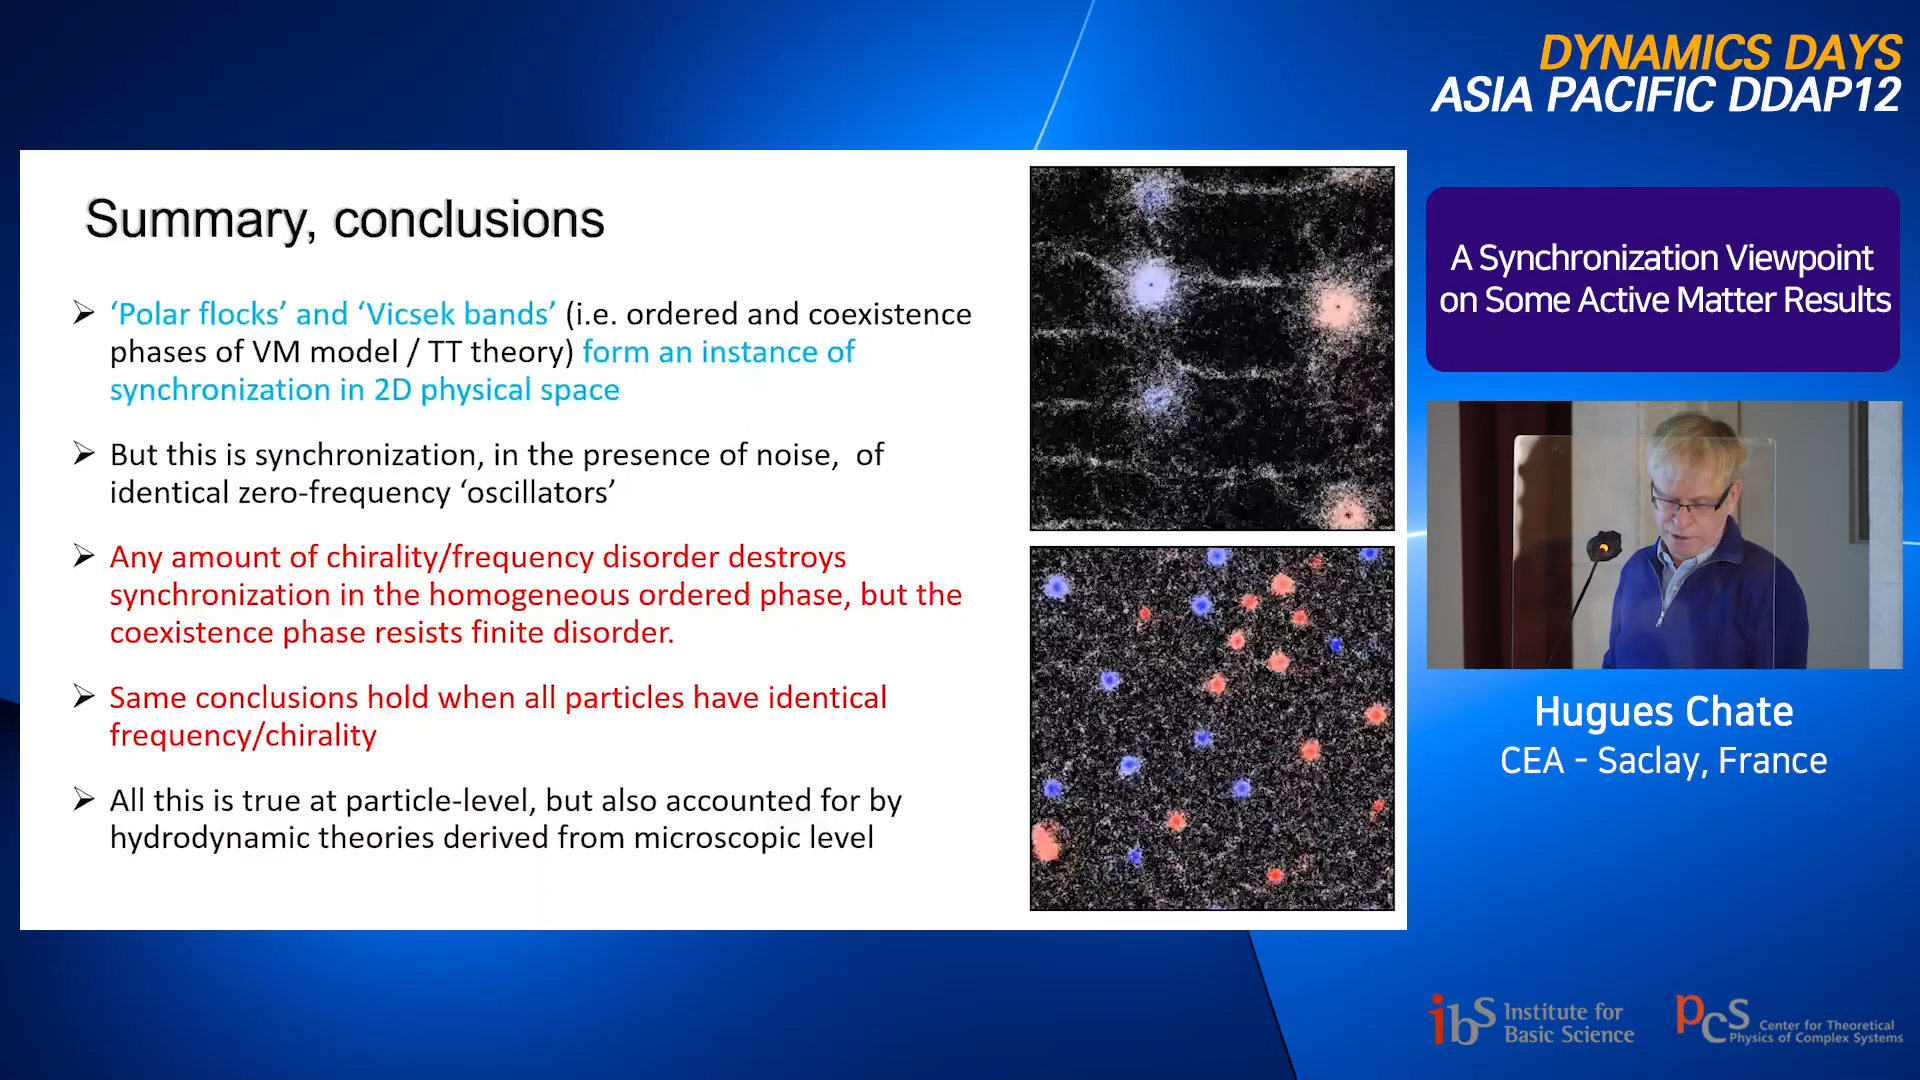 DYNAMICS DAYS
ASIA PACIFIC DDAP12
Summary, conclusions
➢ ‘Polar flocks’ and ‘Vicsek bands’ (i.e. ordered and coexistence
phases of VM model / TT theory) form an instance of
synchronization in 2D physical space
➢ But this is synchronization, in the presence of noise, of
identical zero-frequency ‘oscillators’
➢ Any amount of chirality/frequency disorder destroys
synchronization in the homogeneous ordered phase, but the
coexistence phase resists finite disorder.
➢ Same conclusions hold when all particles have identical
frequency/chirality
➢ All this is true at particle-level, but also accounted for by
hydrodynamic theories derived from microscopic level
A Synchronization Viewpoint
on Some Active Matter Results
Hugues Chate
CEA - Saclay, France
ibs Institute for
Basic Science
PCS Center for Theoretical
Physics of Complex Systems